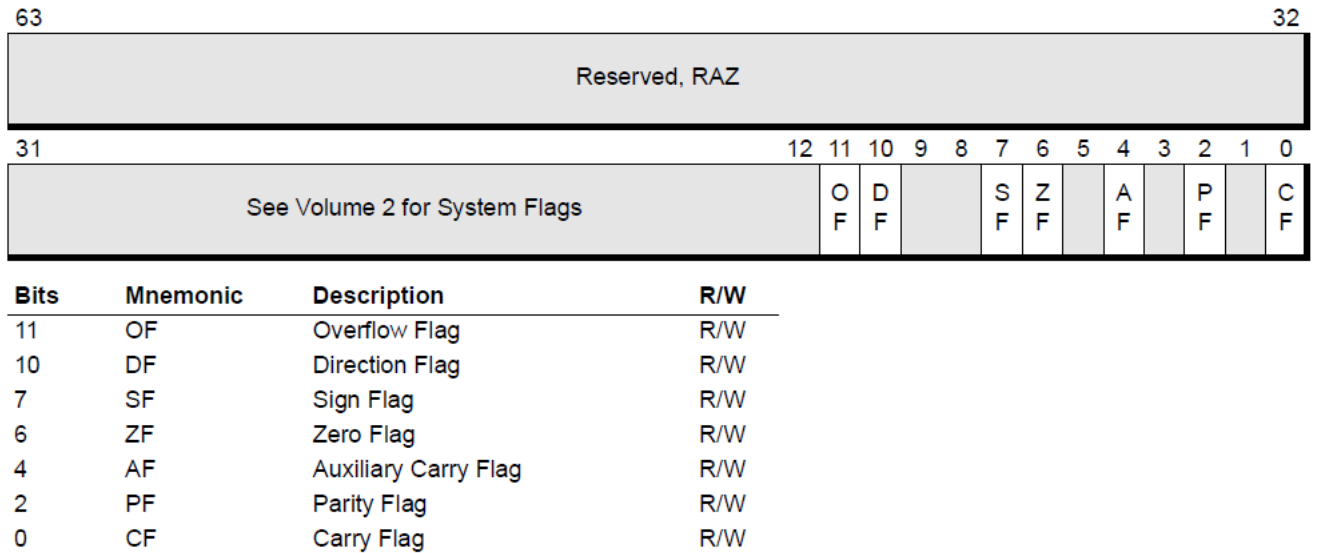 63 32
Reserved, RAZ
31 12 11 10 9 8 7 6 5 4 3 2 1 0
See Volume 2 for System Flags O D S Z A P C
F F F F F F F
Bits Mnemonic Description R/W
11 OF Overflow Flag R/W
10 DF Direction Flag R/W
7 SF Sign Flag R/W
6 ZF Zero Flag R/W
4 AF Auxiliary Carry Flag R/W
2 PF Parity Flag R/W
0 CF Carry Flag R/W